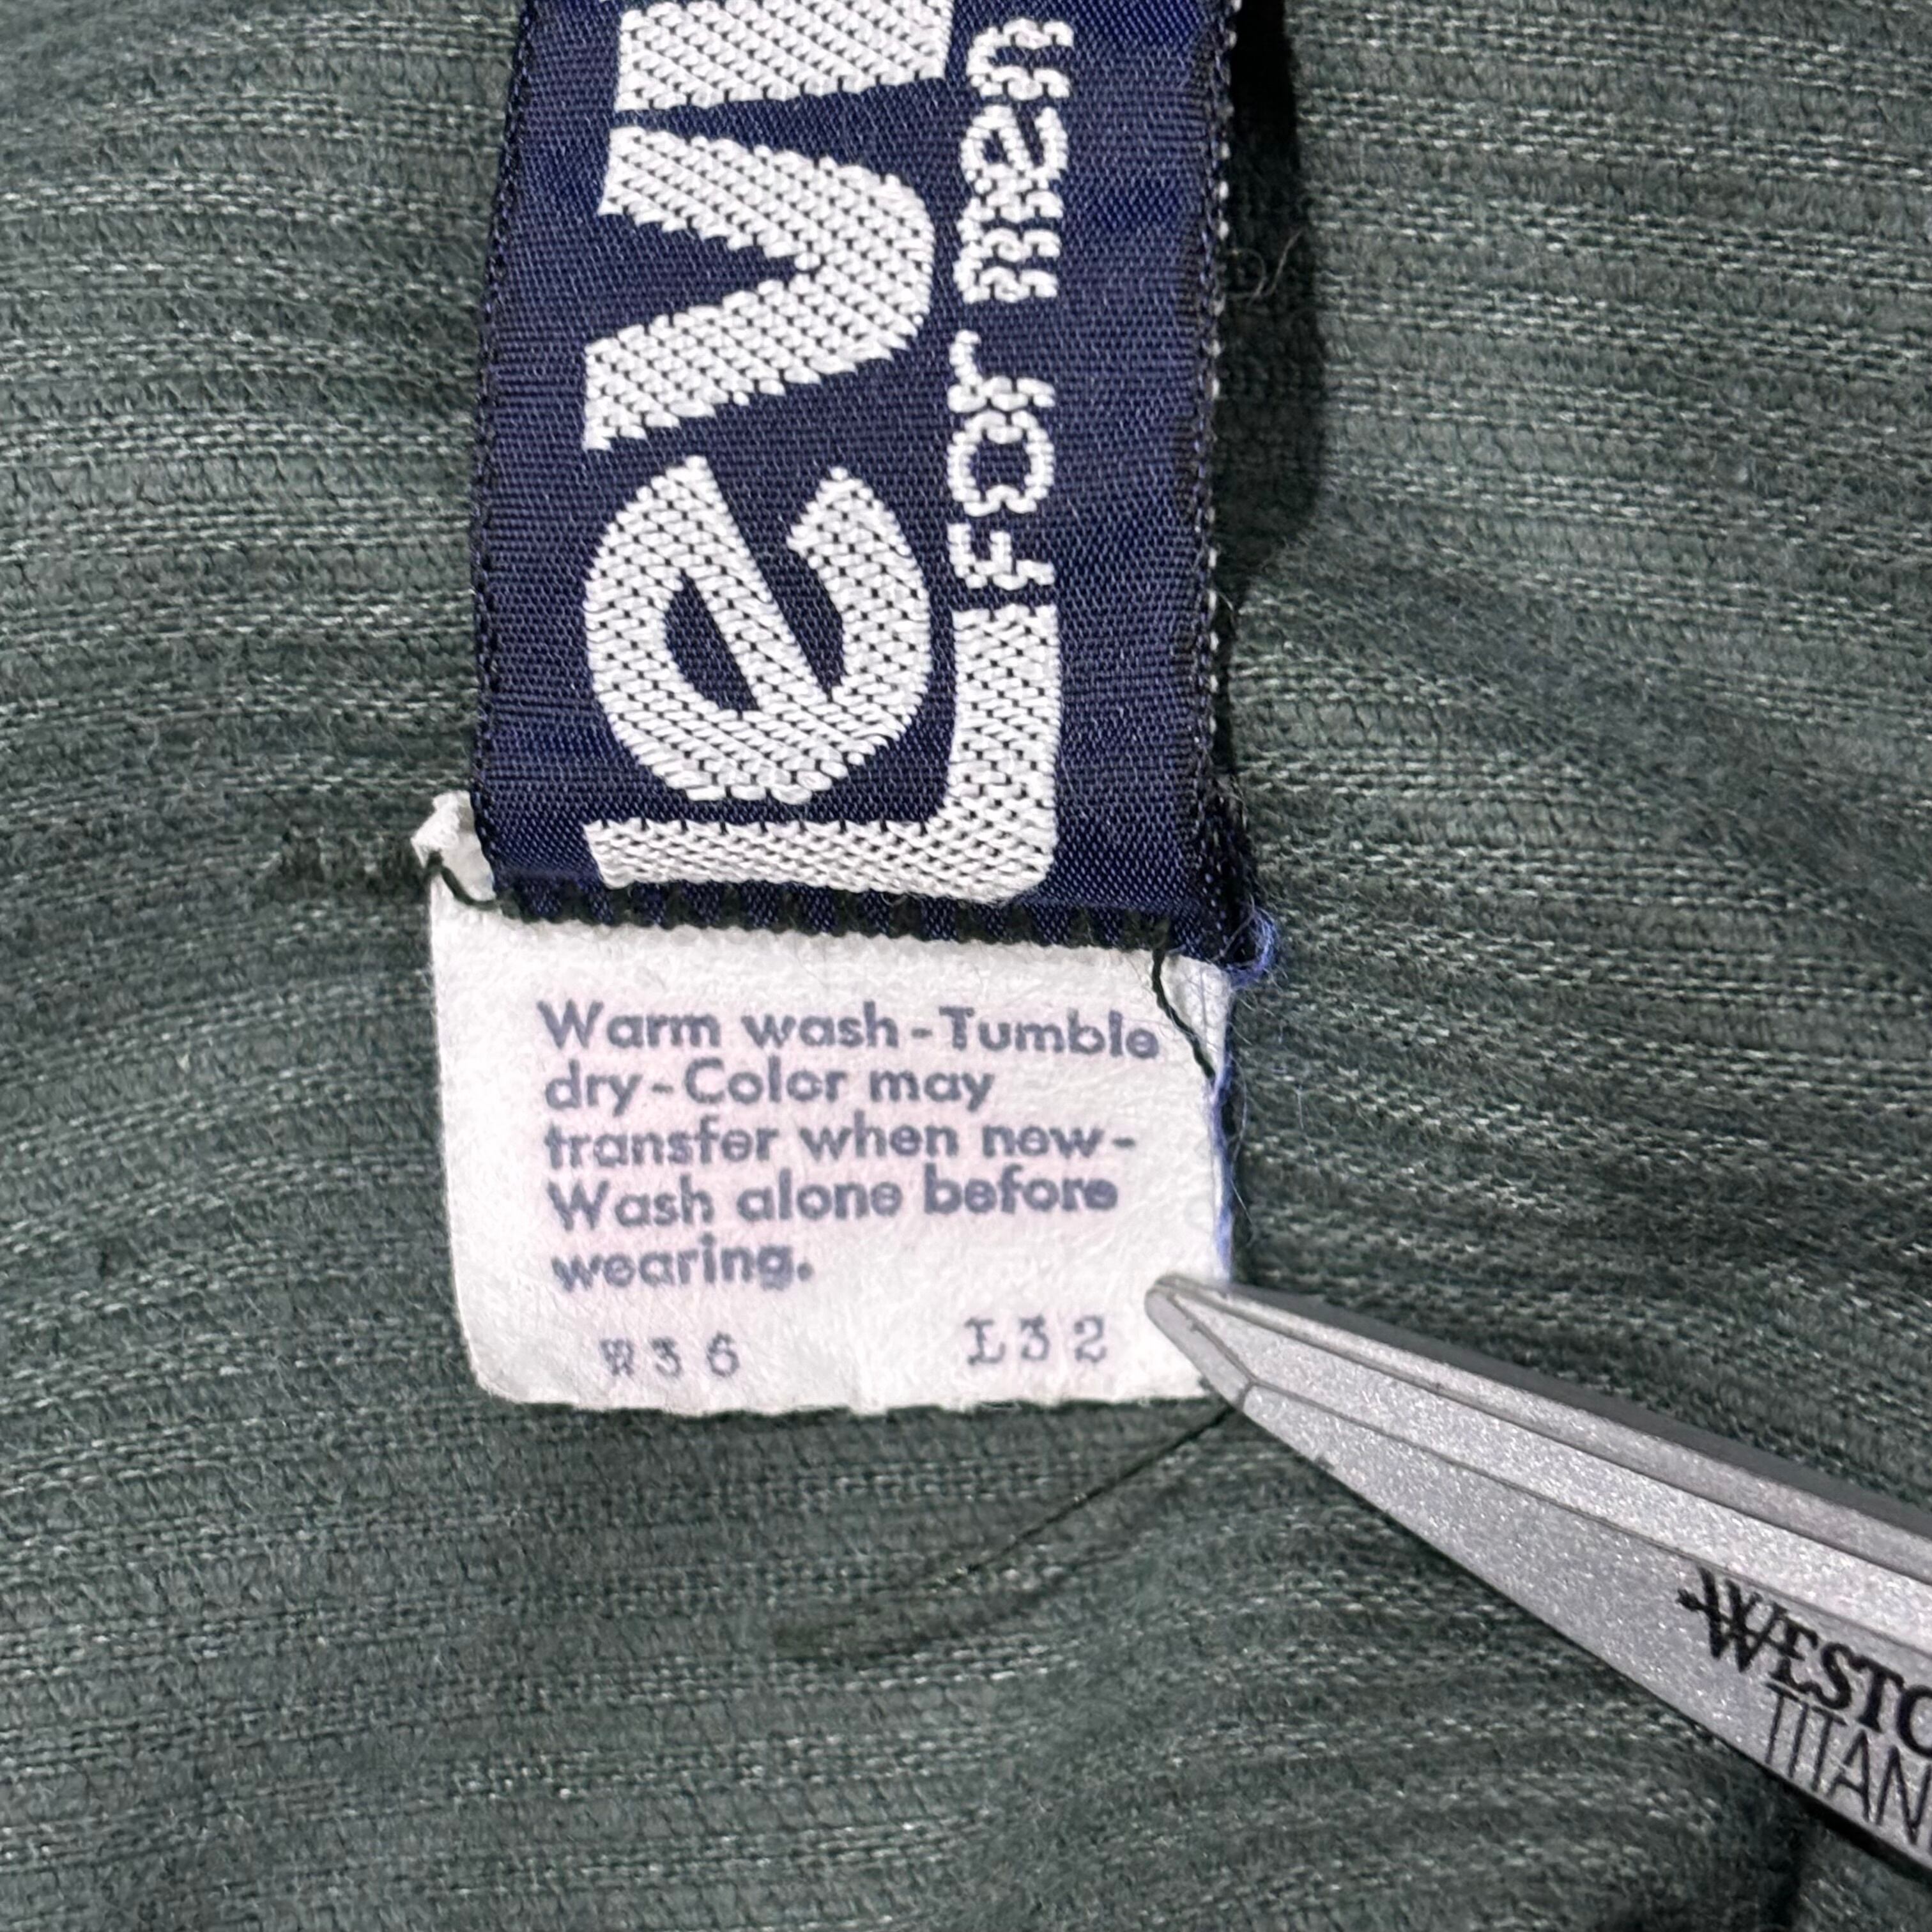 Lev
for men
Warm wash-Tumble
dry-Color may
transfer when new-
Wash alone before
wearing.
W36 L32
WESTC
TITAN